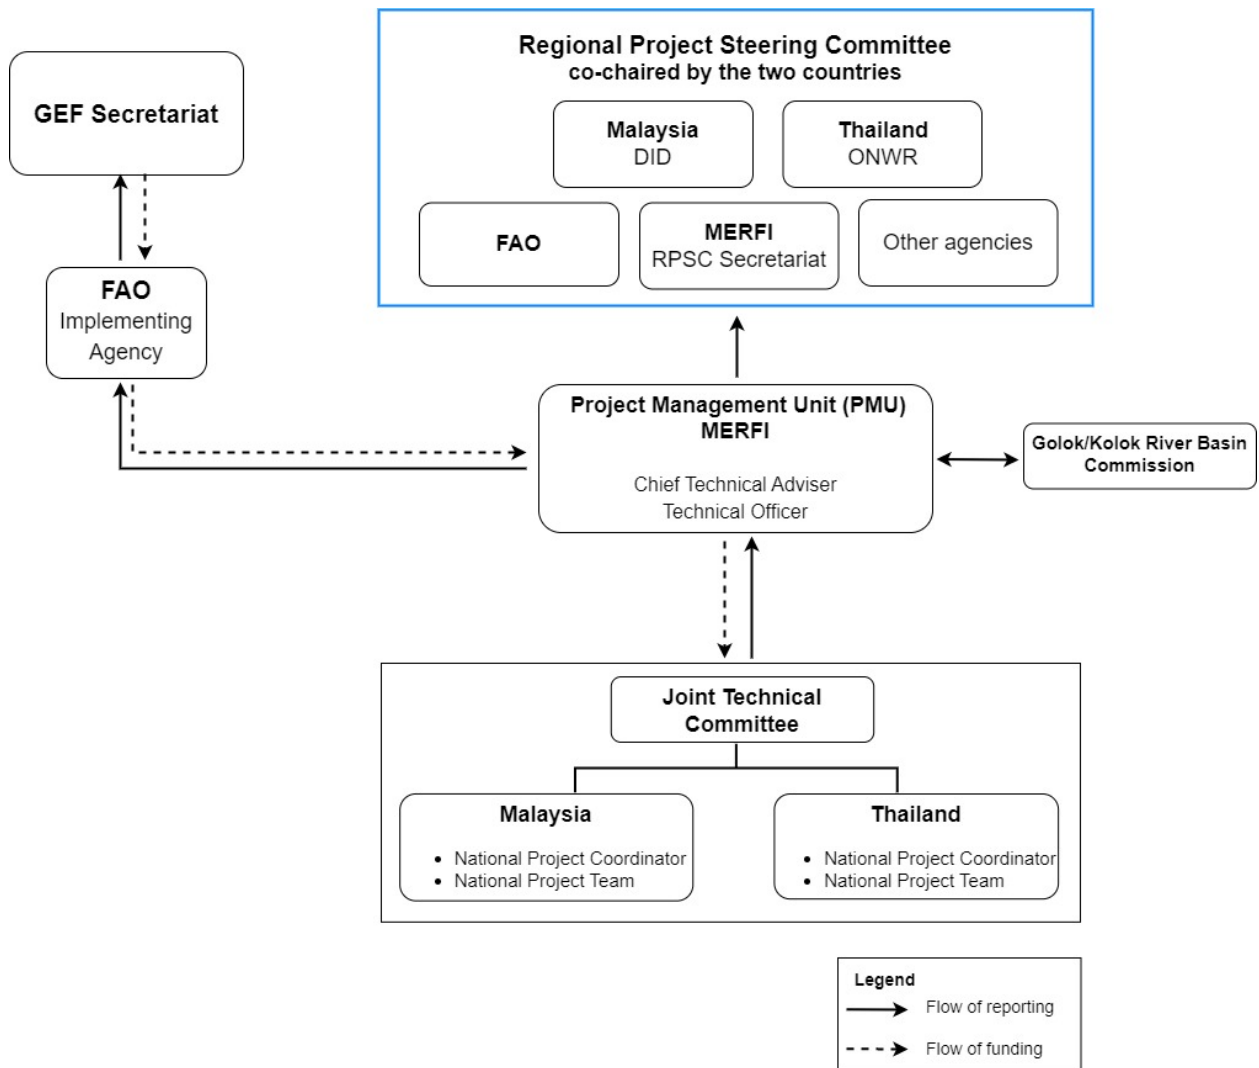 GEF Secretariat
FAO
Implementing
Agency
Regional Project Steering Committee
co-chaired by the two countries
Malaysia
DID
Thailand
ONWR
FAO
MERFI
RPSC Secretariat
Other agencies
Project Management Unit (PMU)
MERFI
Chief Technical Adviser
Technical Officer
Golok/Kolok River Basin
Commission
Joint Technical
Committee
Malaysia
• National Project Coordinator
• National Project Team
Thailand
• National Project Coordinator
• National Project Team
Legend
Flow of reporting
Flow of funding